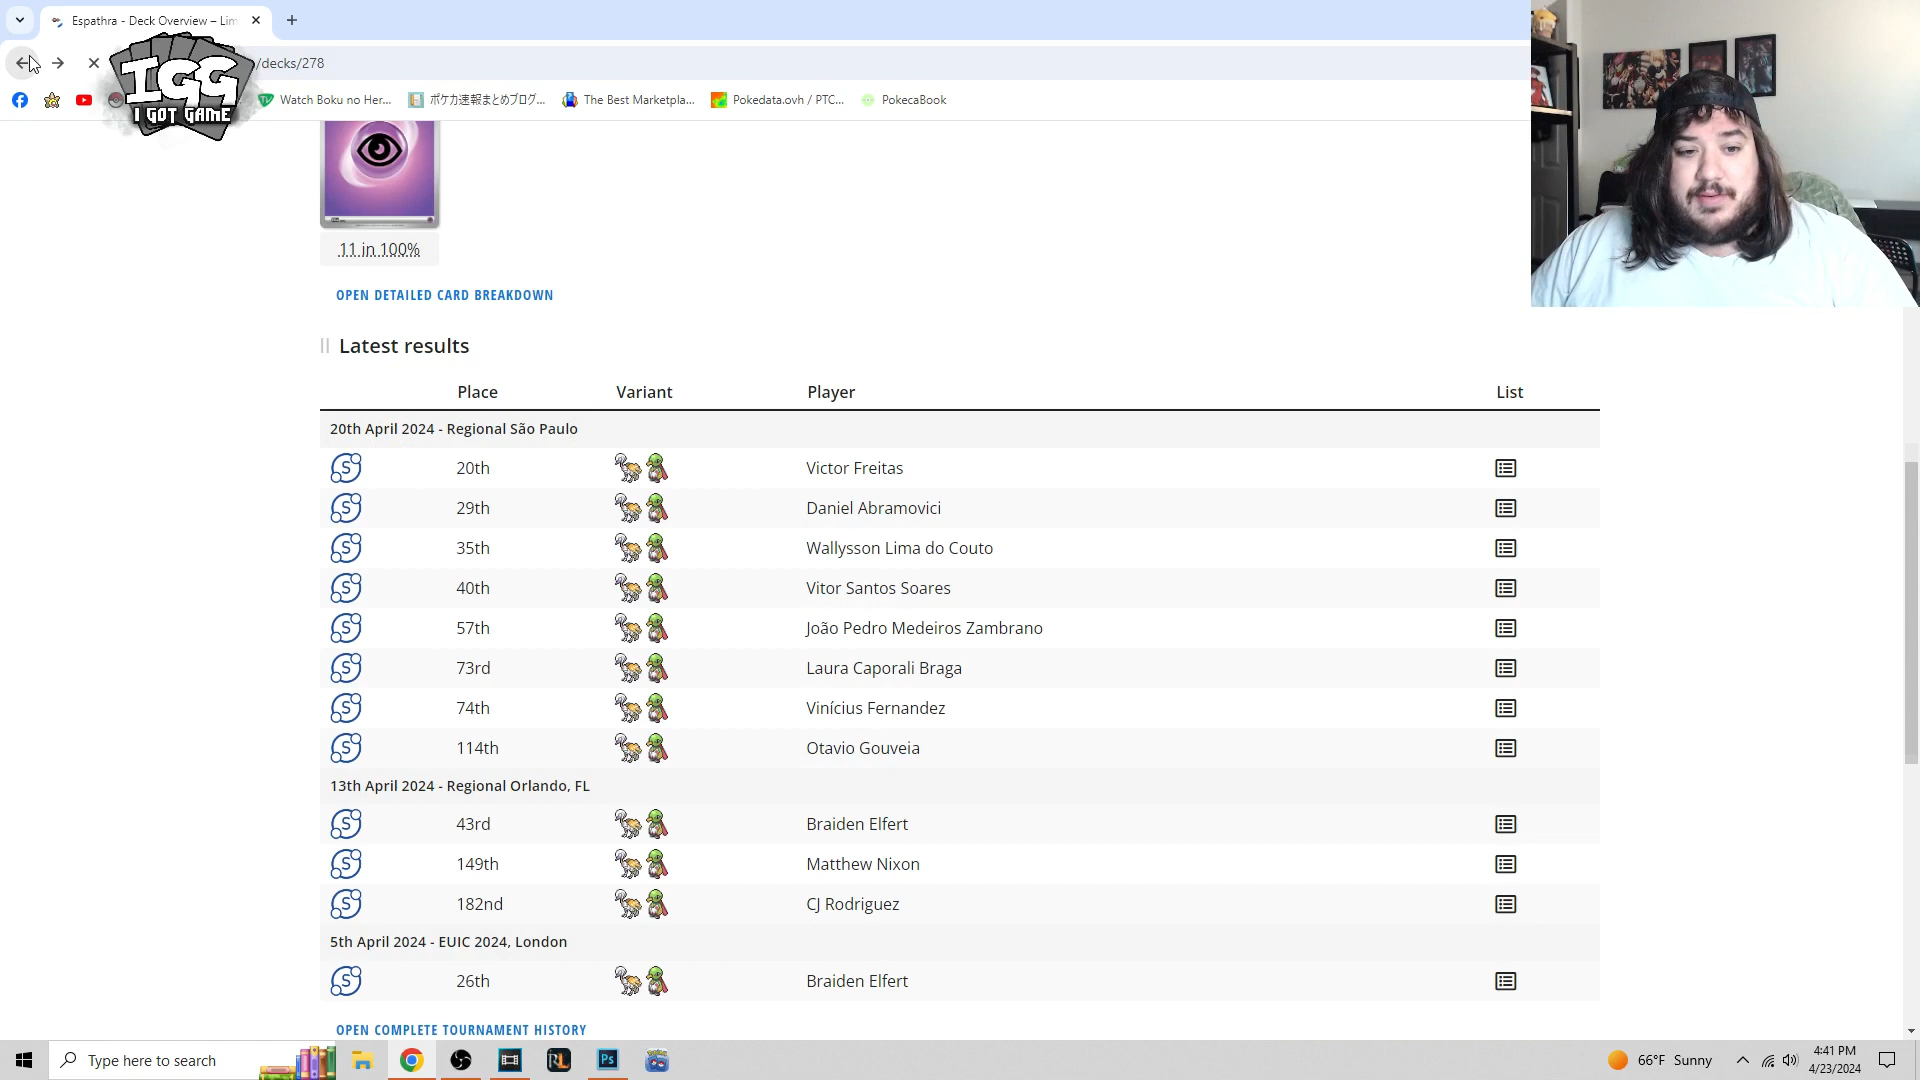 Espathra - Deck Overview – Lim
/decks/278
IGG
I GOT GAME
Watch Boku no Her...
ポケカ速報まとめブログ...
The Best Marketpla...
Pokedata.ovh / PTC...
PokecaBook
11 in 100%
OPEN DETAILED CARD BREAKDOWN
Latest results
Place Variant Player List
20th April 2024 - Regional São Paulo
20th Victor Freitas
29th Daniel Abramovici
35th Wallysson Lima do Couto
40th Vitor Santos Soares
57th João Pedro Medeiros Zambrano
73rd Laura Caporali Braga
74th Vinícius Fernandez
114th Otavio Gouveia
13th April 2024 - Regional Orlando, FL
43rd Braiden Elfert
149th Matthew Nixon
182nd CJ Rodriguez
5th April 2024 - EUIC 2024, London
26th Braiden Elfert
OPEN COMPLETE TOURNAMENT HISTORY
Type here to search
66°F Sunny
4:41 PM
4/23/2024